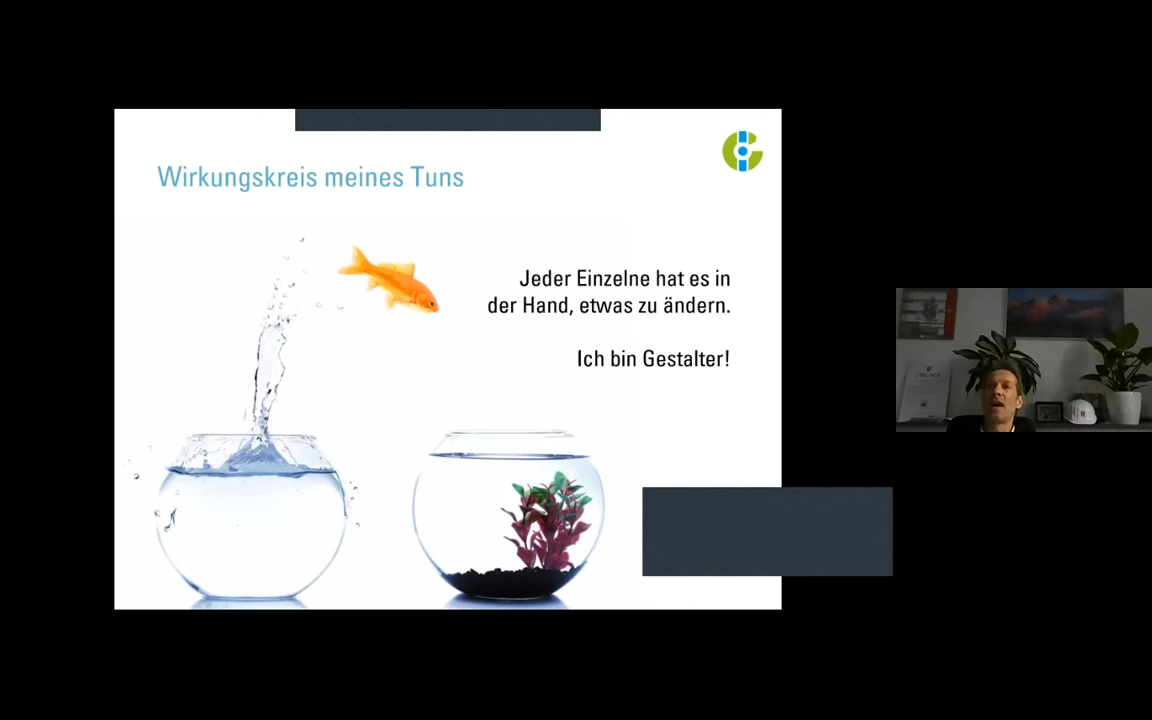 Wirkungskreis meines Tuns
Jeder Einzelne hat es in
der Hand, etwas zu ändern.
Ich bin Gestalter!